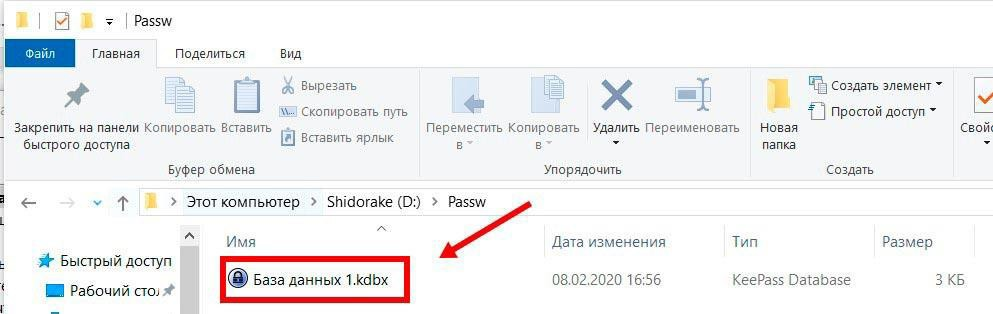 Passw
Файл Главная Поделиться Вид
Закрепить на панели быстрого доступа
Копировать
Вставить
Вырезать
Скопировать путь
Вставить ярлык
Переместить в
Копировать в
Удалить
Переименовать
Новая папка
Создать элемент
Простой доступ
Буфер обмена Упорядочить Создать
Этот компьютер Shidorake (D:) Passw
Имя Дата изменения Тип Размер
Быстрый доступ
База данных 1.kdbx 08.02.2020 16:56 KeePass Database 3 КБ
Рабочий стол